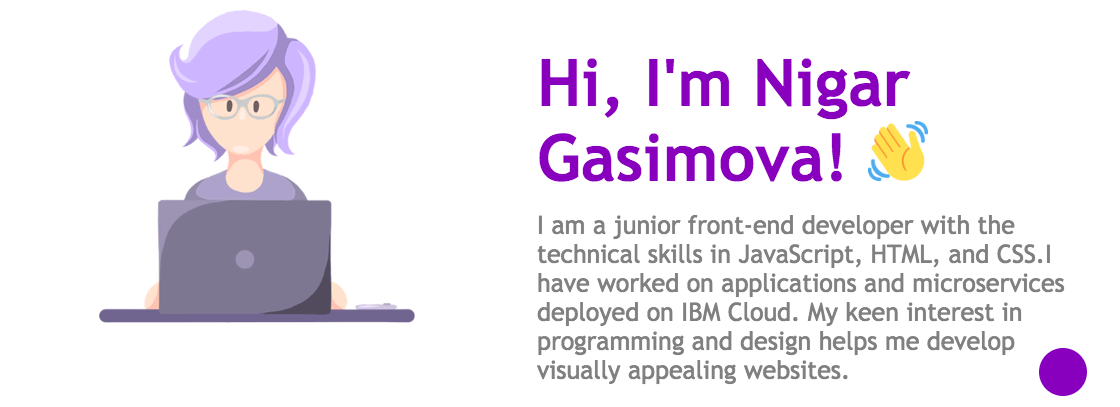 Hi, I'm Nigar
Gasimova! 👋
I am a junior front-end developer with the
technical skills in JavaScript, HTML, and CSS.I
have worked on applications and microservices
deployed on IBM Cloud. My keen interest in
programming and design helps me develop
visually appealing websites.